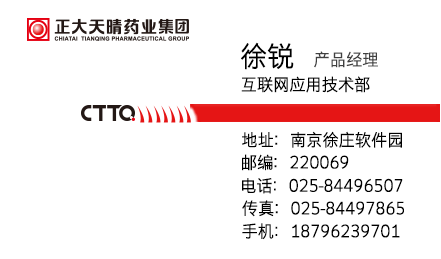 正大天晴药业集团
CHIATAI TIANQING PHARMACEUTICAL GROUP
徐锐 产品经理
互联网应用技术部
CTTQ
地址: 南京徐庄软件园
邮编: 220069
电话: 025-84496507
传真: 025-84497865
手机: 18796239701